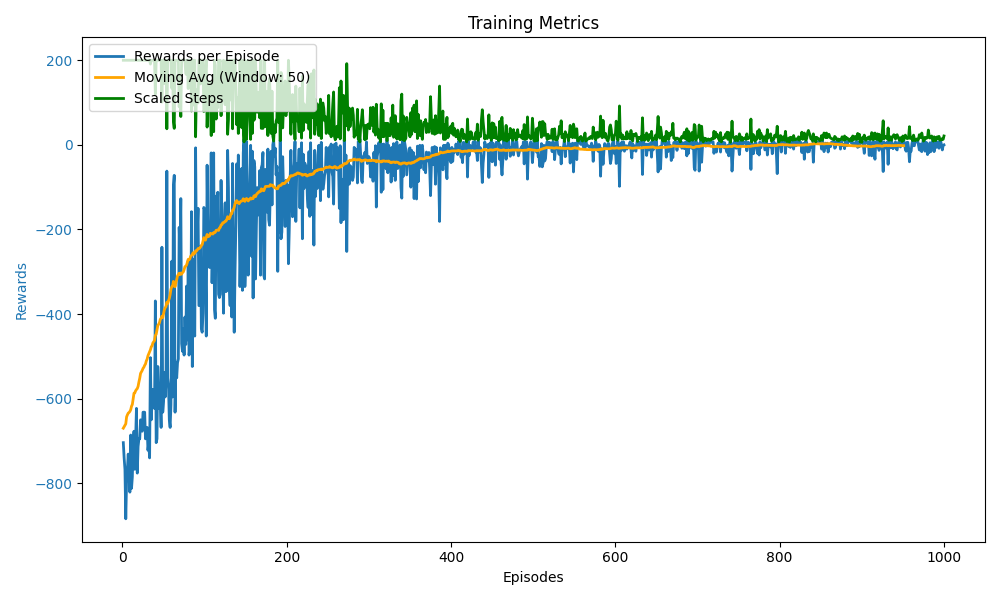 Training Metrics
Rewards per Episode
Moving Avg (Window: 50)
Scaled Steps
200
0
−200
−400
−600
−800
Rewards
0
200
400
600
800
1000
Episodes